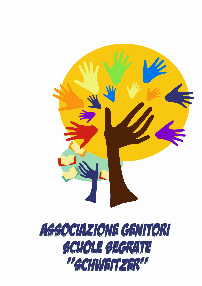 ASSOCIAZIONE GENITORI
SCUOLE SEGRATE
"SCHWEITZER"